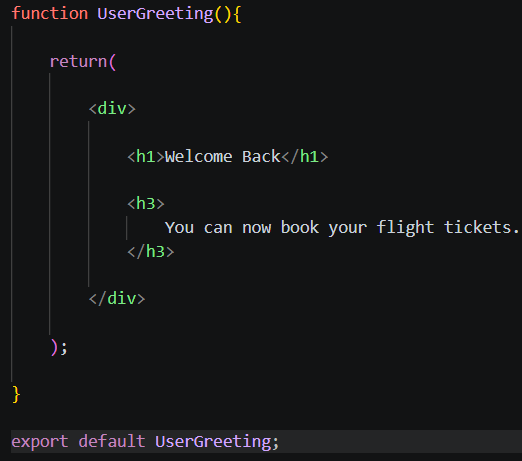 function UserGreeting(){
return(
<div>
<h1>Welcome Back</h1>
<h3>
You can now book your flight tickets.
</h3>
</div>
);
}
export default UserGreeting;